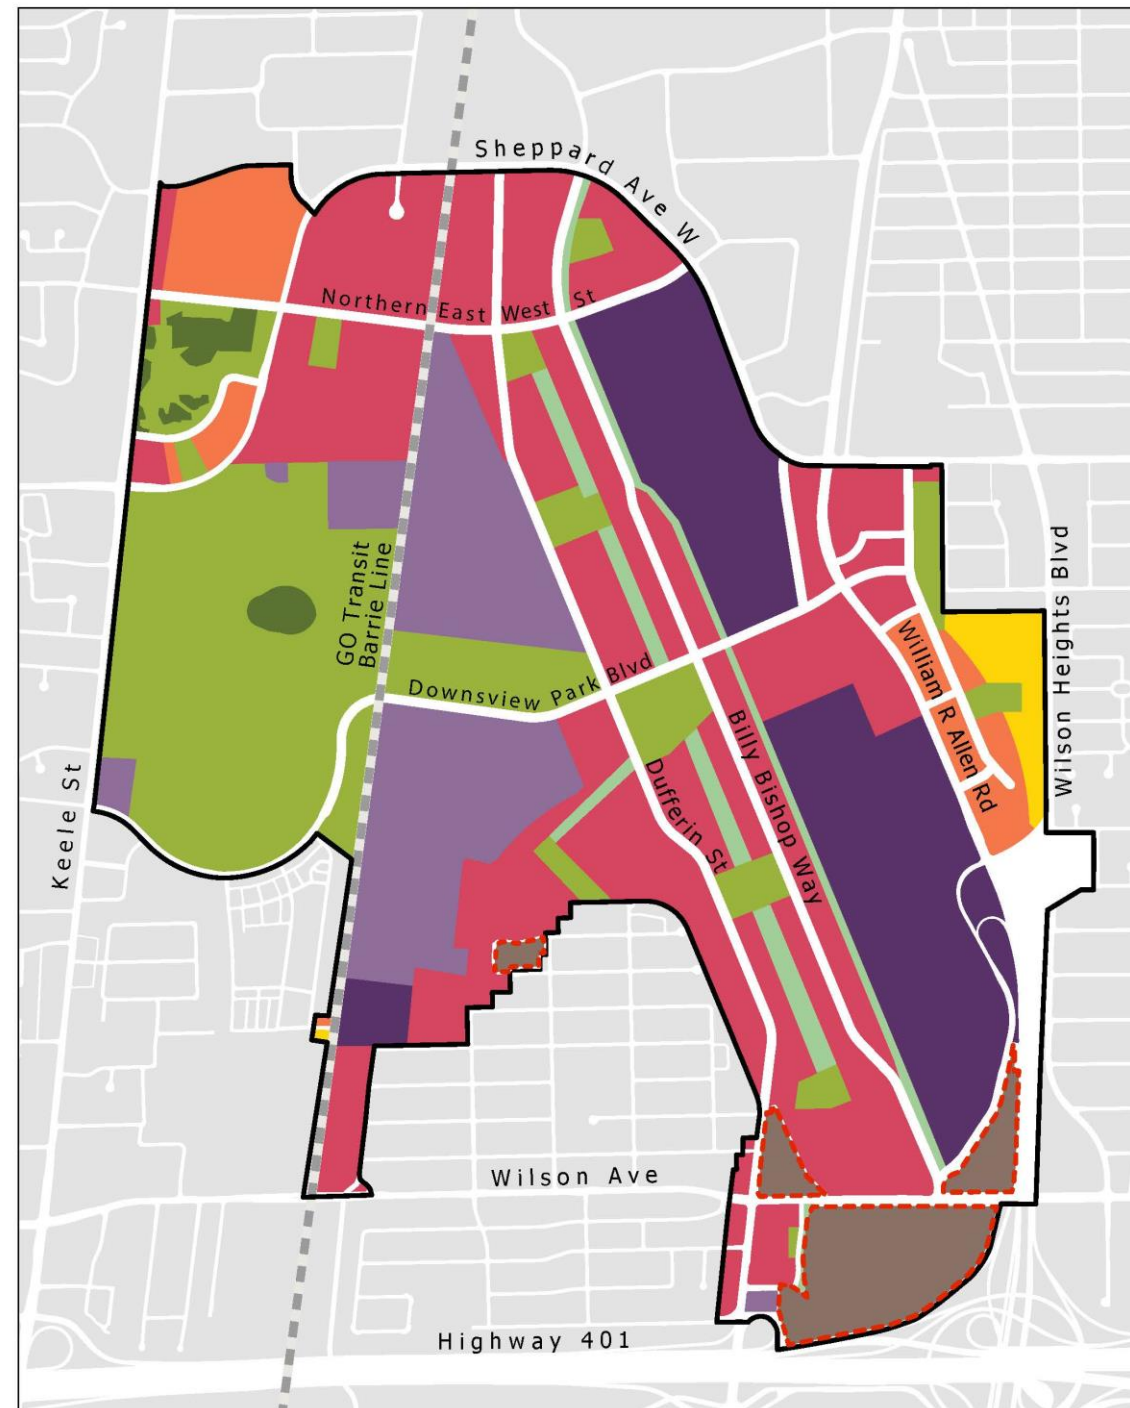 Sheppard Ave W
Northern East West St
GO Transit
Barrie Line
Downsview Park Blvd
William R Allen Rd
Wilson Heights Blvd
Billy Bishop Way
Dufferin St
Keele St
Wilson Ave
Highway 401